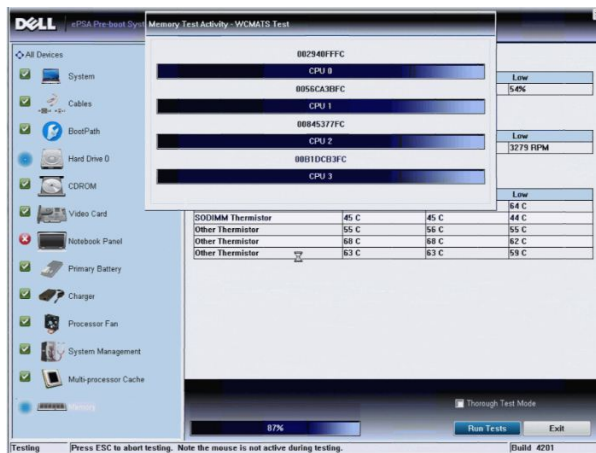 DELL ePSA Pre-boot Syst
Memory Test Activity - WCMATS Test
002940FFFC
CPU 0
0056CA3BFC
CPU 1
00845377FC
CPU 2
00B1DCB3FC
CPU 3
All Devices
System
Cables
BootPath
Hard Drive 0
CDROM
Video Card
Notebook Panel
Primary Battery
Charger
Processor Fan
System Management
Multi-processor Cache
Memory
Low
54%
Low
3279 RPM
Low
64 C
SODIMM Thermistor 45 C 45 C 44 C
Other Thermistor 55 C 56 C 55 C
Other Thermistor 68 C 68 C 62 C
Other Thermistor 63 C 63 C 59 C
Thorough Test Mode
87% Run Tests Exit
Testing Press ESC to abort testing. Note the mouse is not active during testing. Build 4201